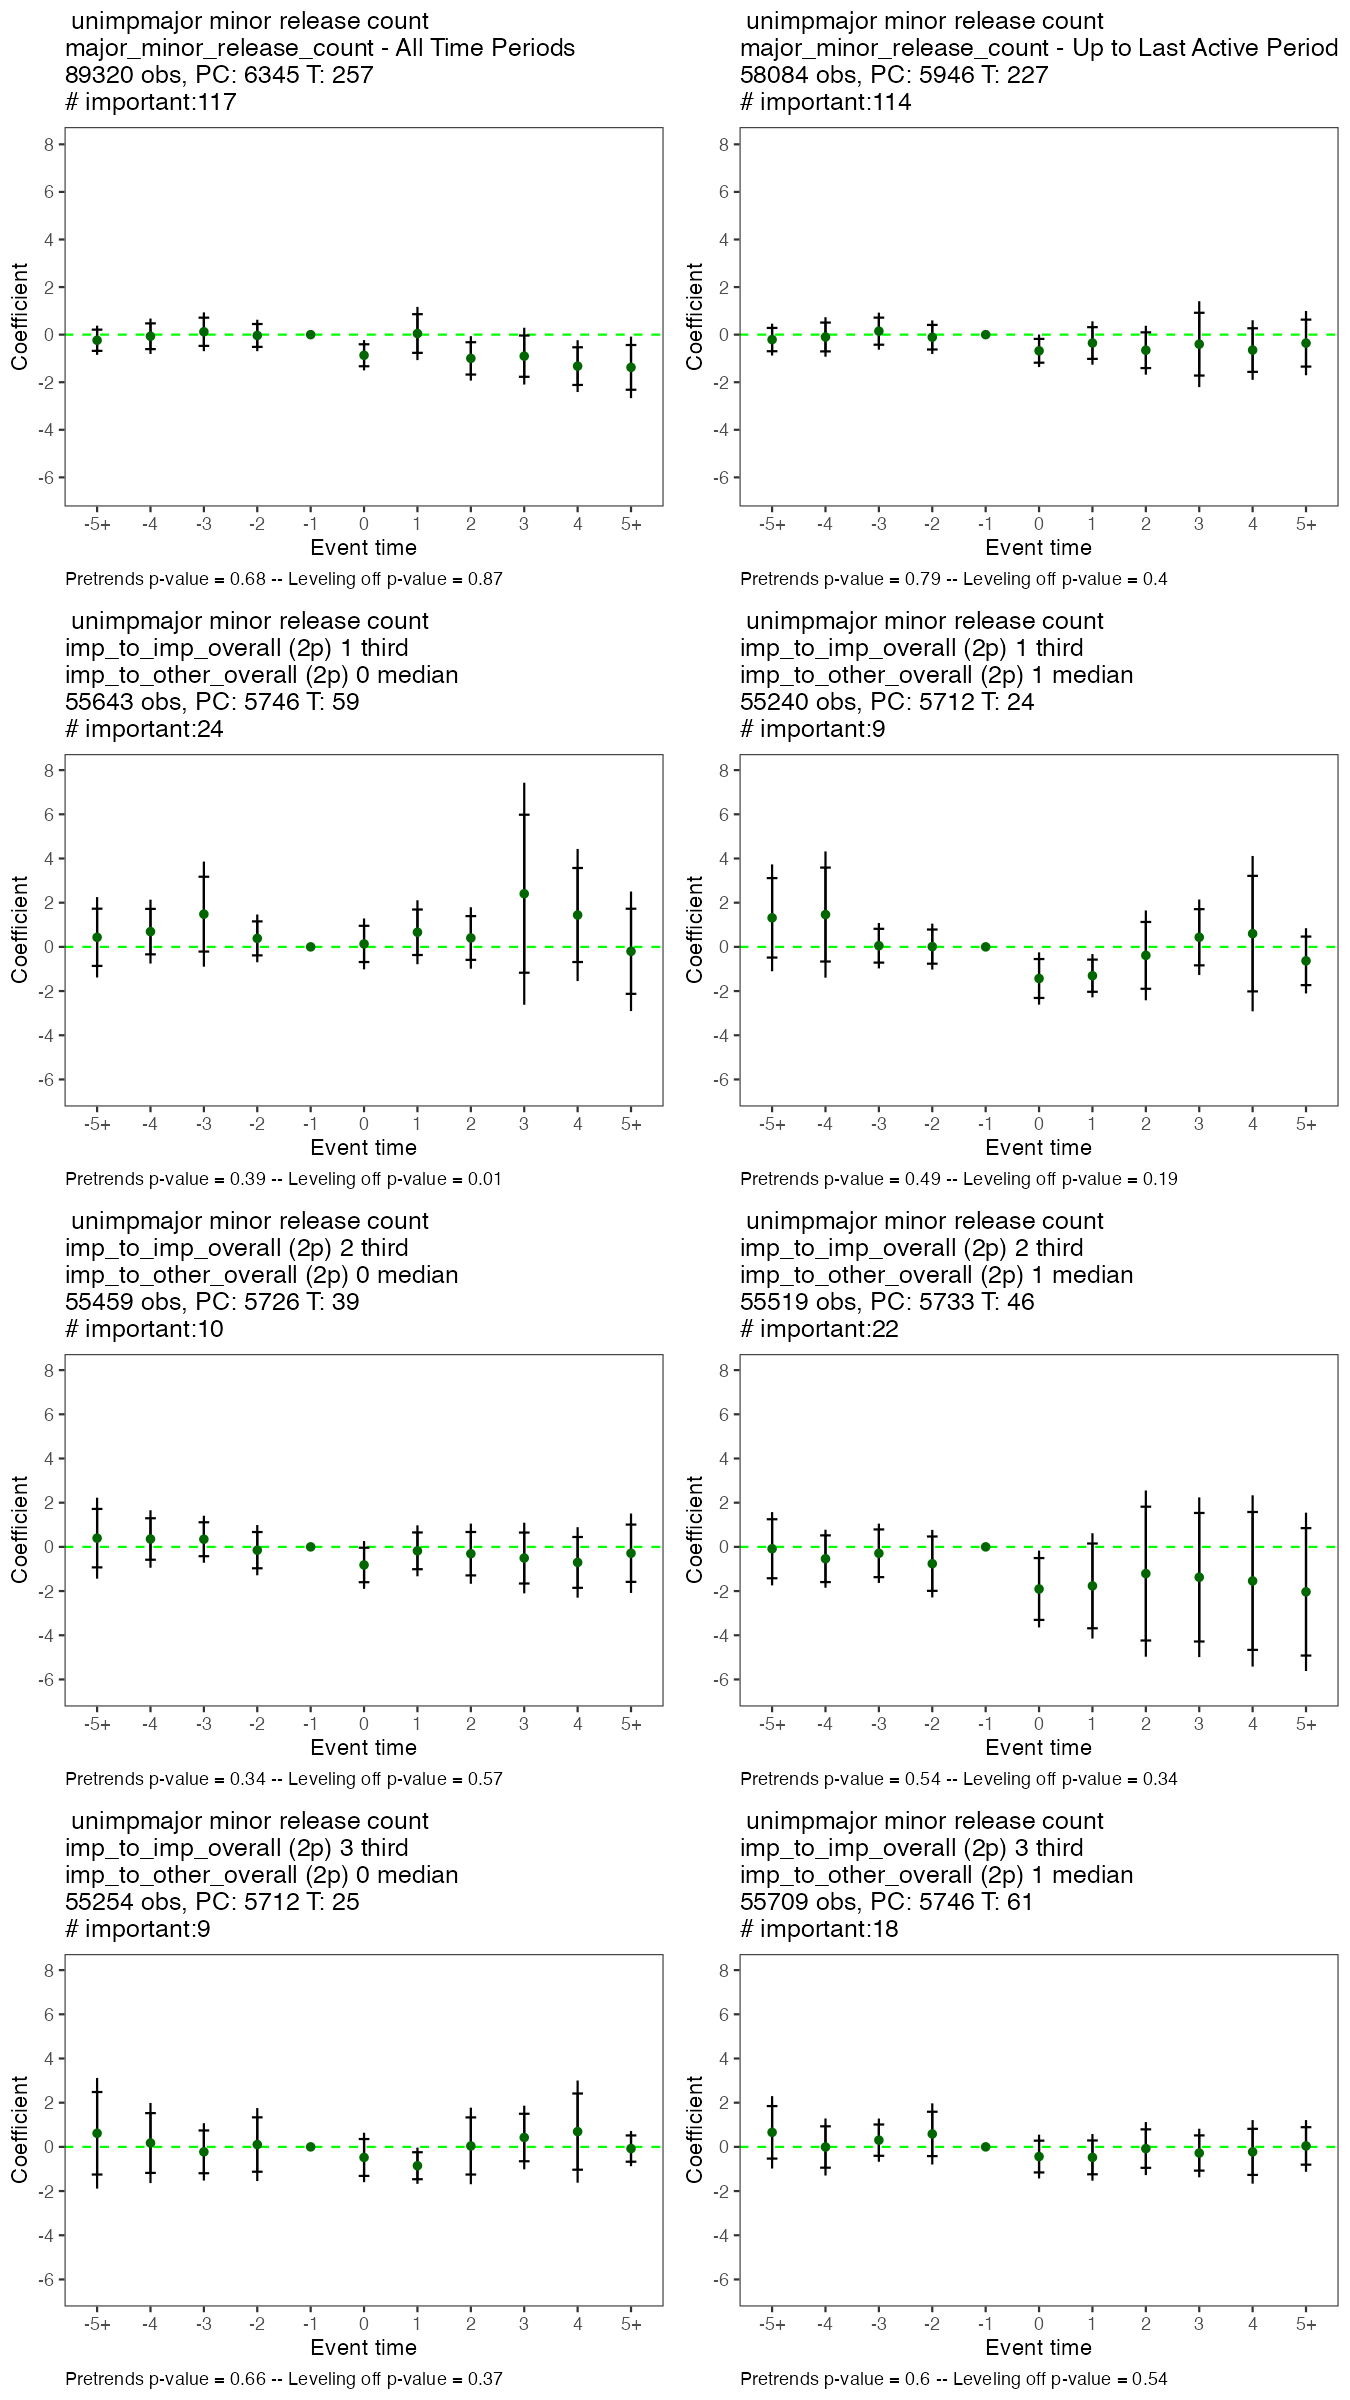 unimpmajor minor release count
major_minor_release_count - All Time Periods
89320 obs, PC: 6345 T: 257
# important:117
8
6
4
2
0
-2
-4
-6
Coefficient
-5+ -4 -3 -2 -1 0 1 2 3 4 5+
Event time
Pretrends p-value = 0.68 -- Leveling off p-value = 0.87
unimpmajor minor release count
major_minor_release_count - Up to Last Active Period
58084 obs, PC: 5946 T: 227
# important:114
8
6
4
2
0
-2
-4
-6
Coefficient
-5+ -4 -3 -2 -1 0 1 2 3 4 5+
Event time
Pretrends p-value = 0.79 -- Leveling off p-value = 0.4
unimpmajor minor release count
imp_to_imp_overall (2p) 1 third
imp_to_other_overall (2p) 0 median
55643 obs, PC: 5746 T: 59
# important:24
8
6
4
2
0
-2
-4
-6
Coefficient
-5+ -4 -3 -2 -1 0 1 2 3 4 5+
Event time
Pretrends p-value = 0.39 -- Leveling off p-value = 0.01
unimpmajor minor release count
imp_to_imp_overall (2p) 1 third
imp_to_other_overall (2p) 1 median
55240 obs, PC: 5712 T: 24
# important:9
8
6
4
2
0
-2
-4
-6
Coefficient
-5+ -4 -3 -2 -1 0 1 2 3 4 5+
Event time
Pretrends p-value = 0.49 -- Leveling off p-value = 0.19
unimpmajor minor release count
imp_to_imp_overall (2p) 2 third
imp_to_other_overall (2p) 0 median
55459 obs, PC: 5726 T: 39
# important:10
8
6
4
2
0
-2
-4
-6
Coefficient
-5+ -4 -3 -2 -1 0 1 2 3 4 5+
Event time
Pretrends p-value = 0.34 -- Leveling off p-value = 0.57
unimpmajor minor release count
imp_to_imp_overall (2p) 2 third
imp_to_other_overall (2p) 1 median
55519 obs, PC: 5733 T: 46
# important:22
8
6
4
2
0
-2
-4
-6
Coefficient
-5+ -4 -3 -2 -1 0 1 2 3 4 5+
Event time
Pretrends p-value = 0.54 -- Leveling off p-value = 0.34
unimpmajor minor release count
imp_to_imp_overall (2p) 3 third
imp_to_other_overall (2p) 0 median
55254 obs, PC: 5712 T: 25
# important:9
8
6
4
2
0
-2
-4
-6
Coefficient
-5+ -4 -3 -2 -1 0 1 2 3 4 5+
Event time
Pretrends p-value = 0.66 -- Leveling off p-value = 0.37
unimpmajor minor release count
imp_to_imp_overall (2p) 3 third
imp_to_other_overall (2p) 1 median
55709 obs, PC: 5746 T: 61
# important:18
8
6
4
2
0
-2
-4
-6
Coefficient
-5+ -4 -3 -2 -1 0 1 2 3 4 5+
Event time
Pretrends p-value = 0.6 -- Leveling off p-value = 0.54